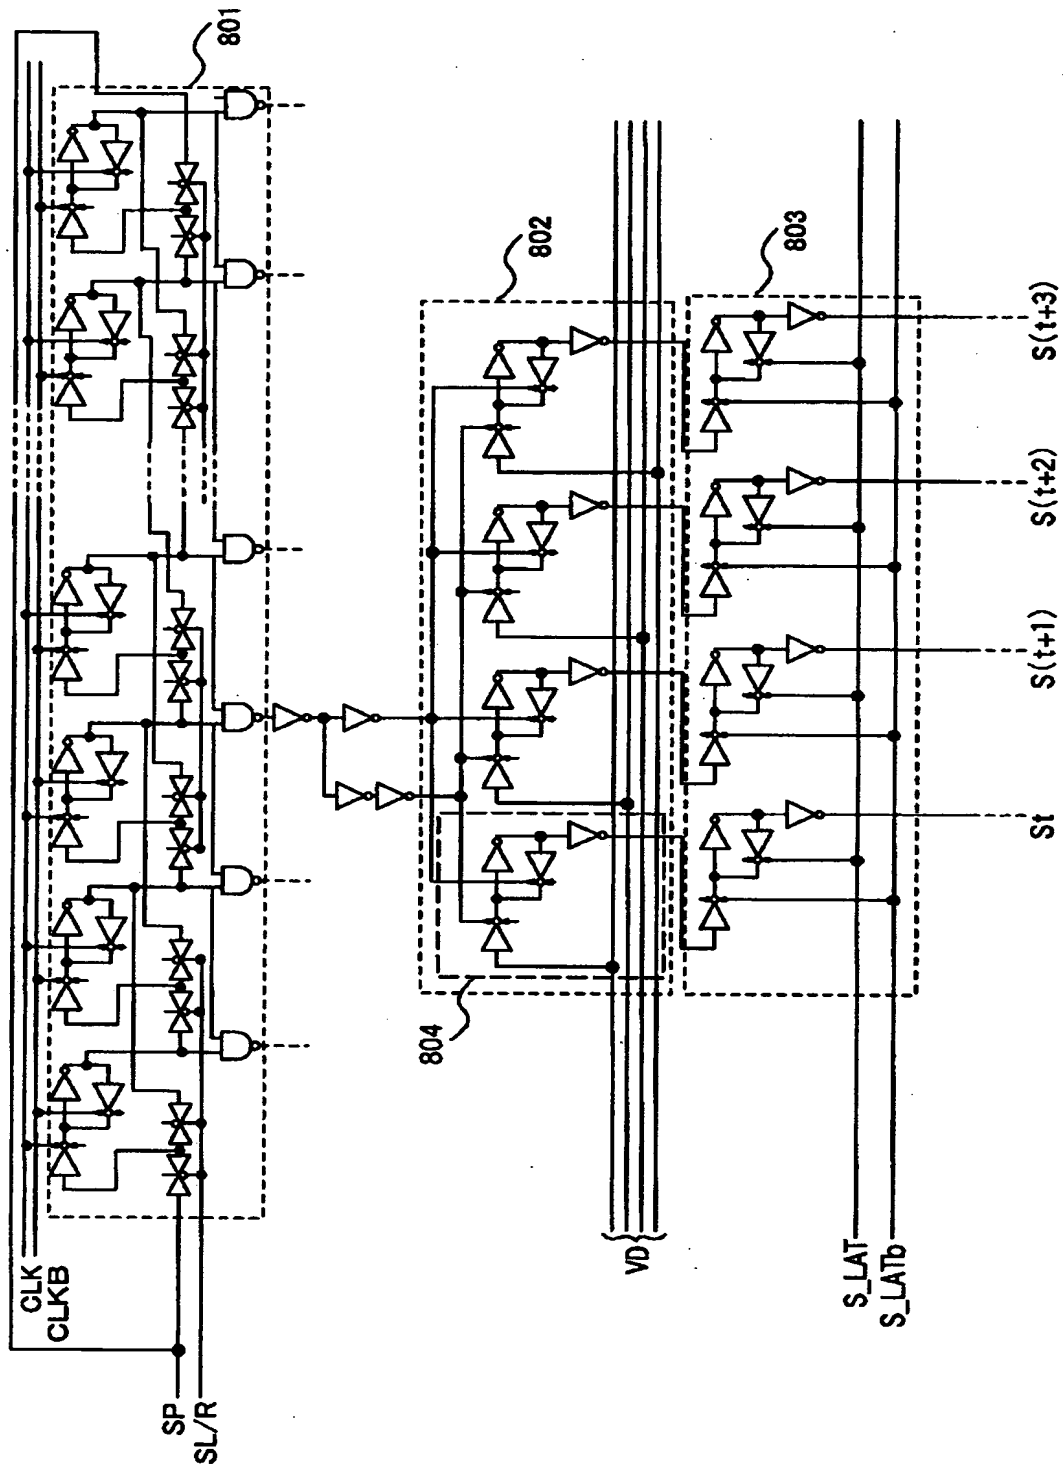 801
CLK
CLKB
SP
SL/R
802
804
VD
803
S_LAT
S_LATb
St
S(t+1)
S(t+2)
S(t+3)